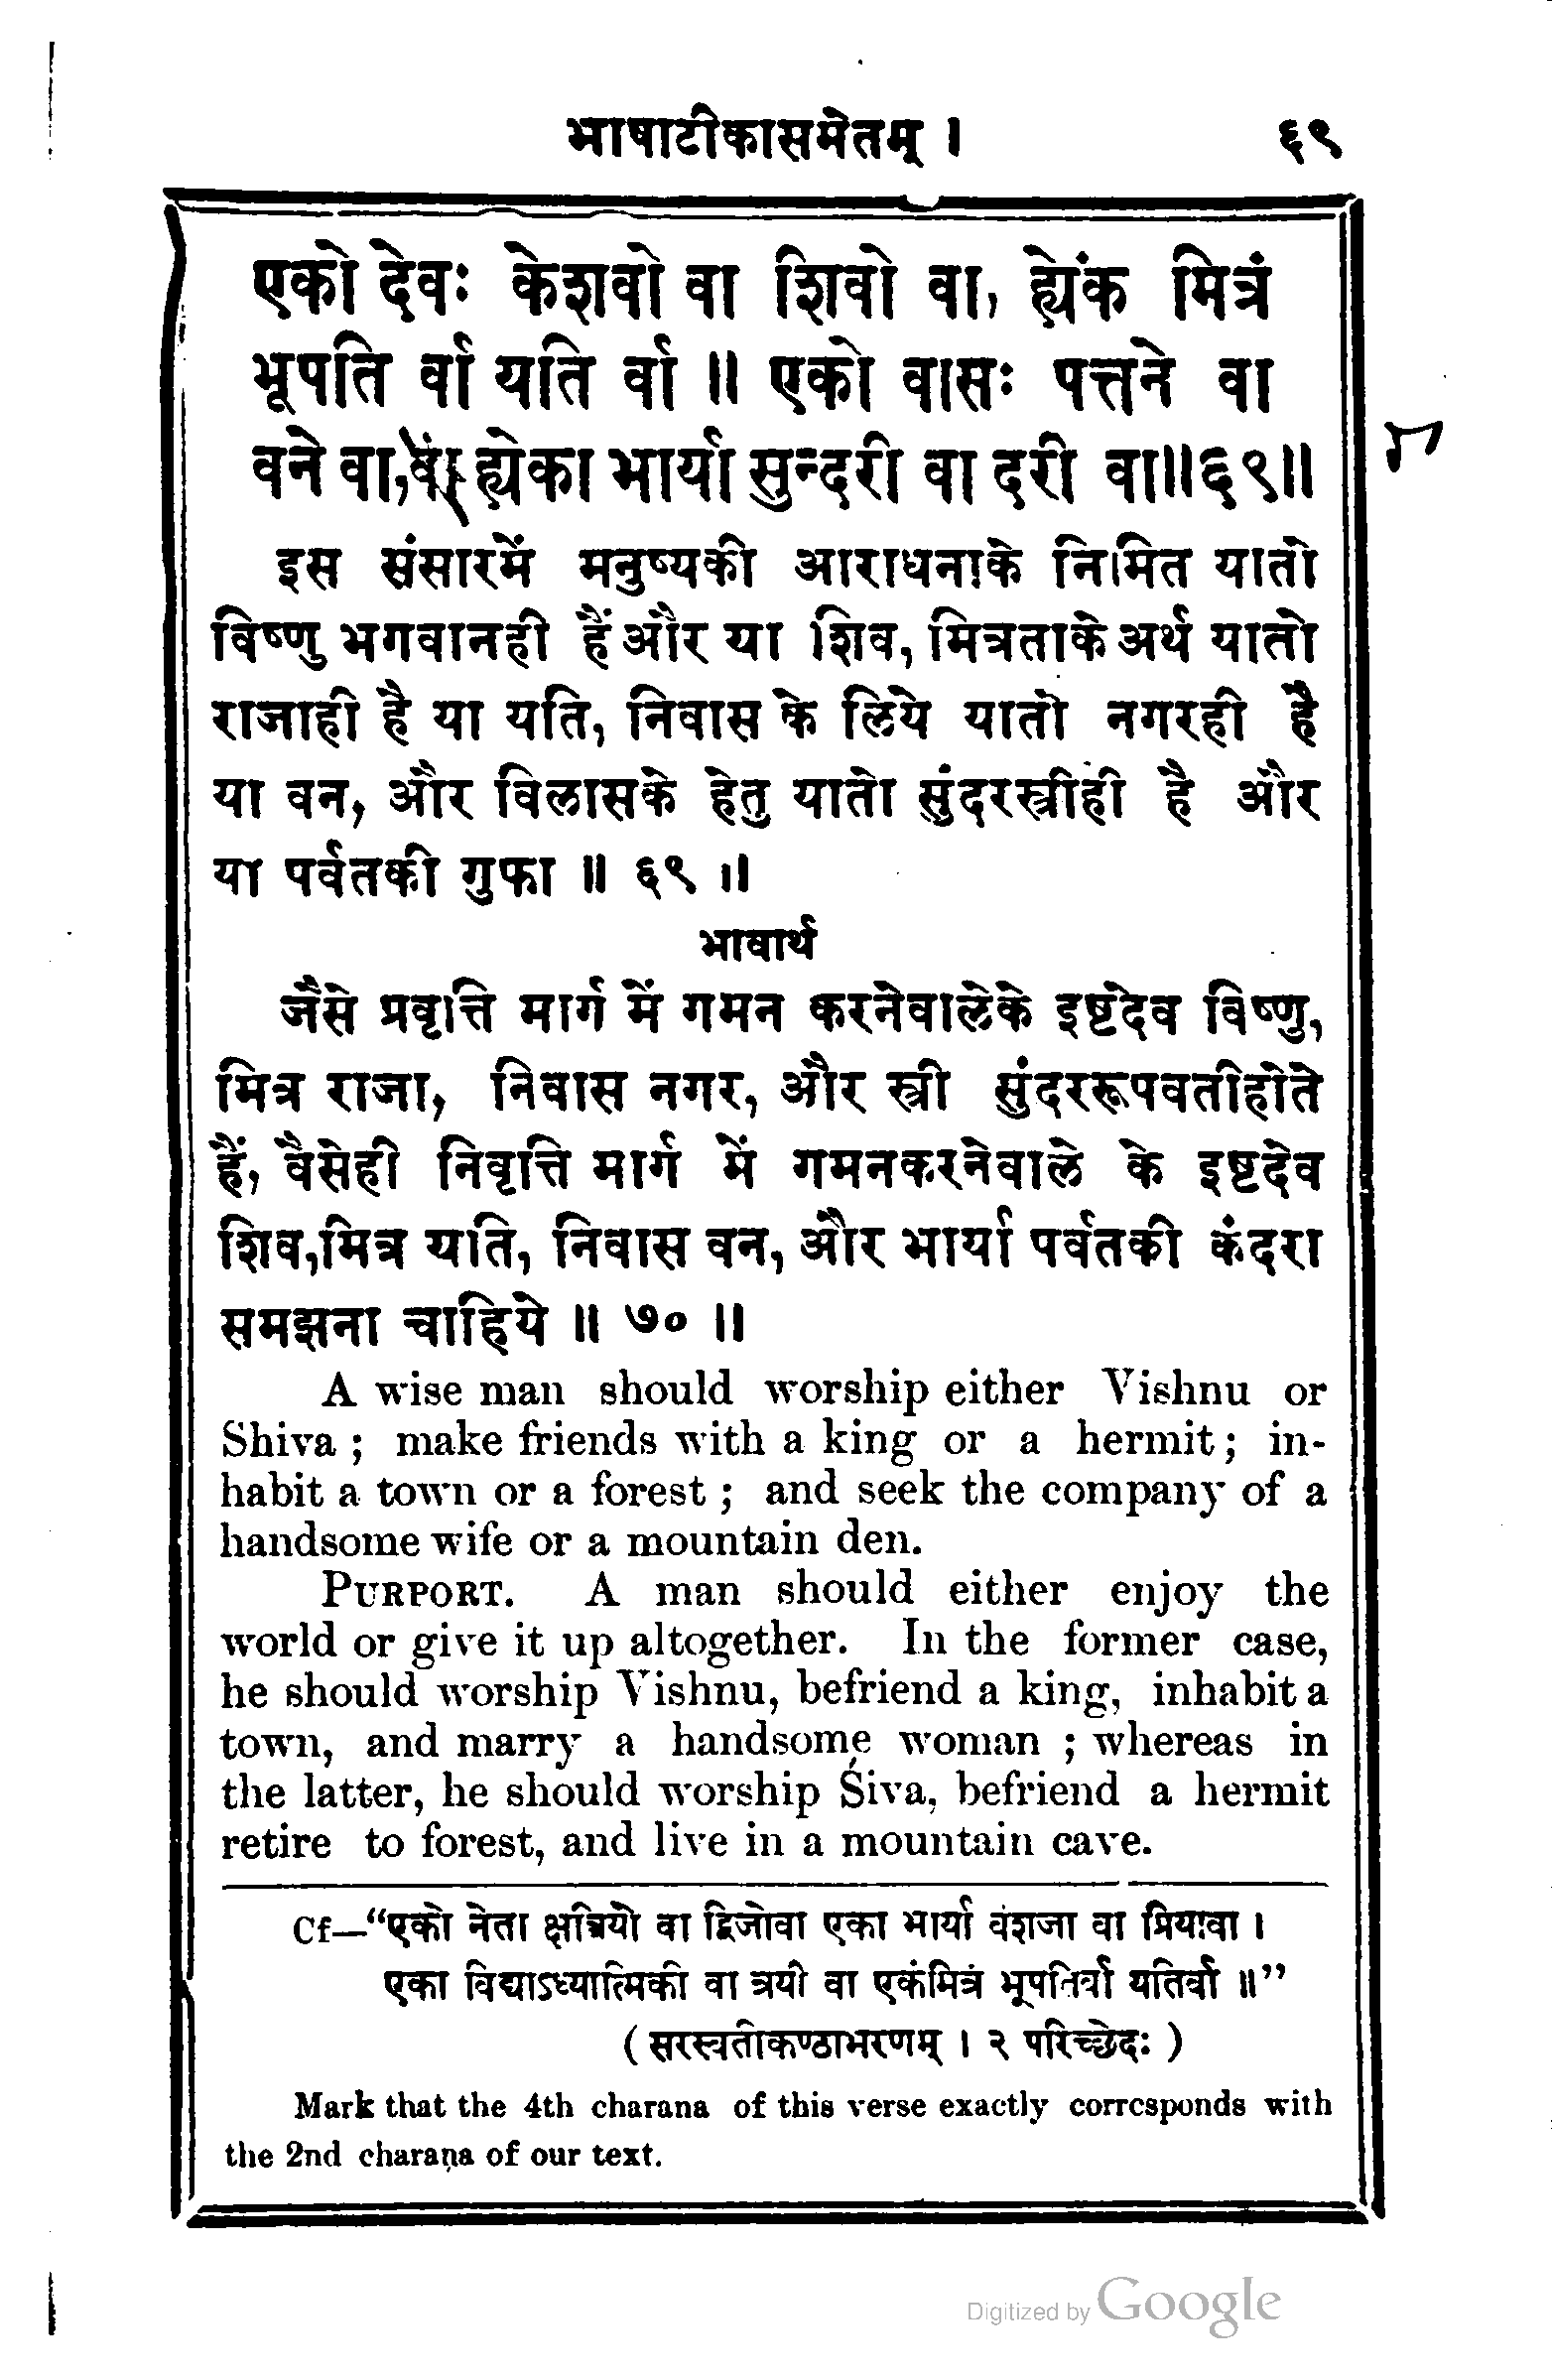 भाषाटीकासमेतम् । ६९
एको देवः केशवो वा शिवो वा, ह्येंक मित्रं
भूपति र्वा यति र्वा ॥ एको वासः पत्तने वा
वने वा, ह्येका भार्या सुन्दरी वा दरी वा॥६९॥
इस संसारमें मनुष्यकी आराधनाके निमित यातो
विष्णु भगवानही हैं और या शिव, मित्रताके अर्थ यातो
राजाही है या यति, निवास के लिये यातो नगरही है
या वन, और विलासके हेतु यातो सुंदरस्त्रीही है और
या पर्वतकी गुफा ॥ ६९ ॥
भावार्थ
जैसे प्रवृत्ति मार्ग में गमन करनेवालेके इष्टदेव विष्णु,
मित्र राजा, निवास नगर, और स्त्री सुंदररूपवतीहोते
हैं, वैसेही निवृत्ति मार्ग में गमनकरनेवाले के इष्टदेव
शिव,मित्र यति, निवास वन, और भार्या पर्वतकी कंदरा
समझना चाहिये ॥ ७० ॥
A wise man should worship either Vishnu or
Shiva ; make friends with a king or a hermit ; in-
habit a town or a forest ; and seek the company of a
handsome wife or a mountain den.
PURPORT. A man should either enjoy the
world or give it up altogether. In the former case,
he should worship Vishnu, befriend a king, inhabit a
town, and marry a handsome woman ; whereas in
the latter, he should worship Śiva, befriend a hermit
retire to forest, and live in a mountain cave.
Cf—“एको नेता क्षत्रियो वा द्विजोवा एका भार्या वंशजा वा प्रियावा ।
एका विद्याऽध्यात्मिकी वा त्रयी वा एकंमित्रं भूपतिर्वा यतिर्वा ॥”
( सरस्वतीकण्ठाभरणम् । २ परिच्छेदः )
Mark that the 4th charana of this verse exactly corresponds with
the 2nd charaṇa of our text.
Digitized by Google